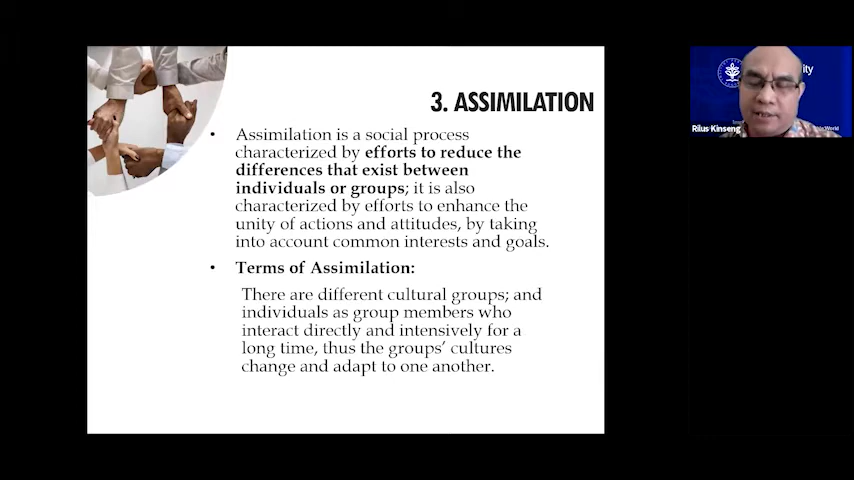 3. ASSIMILATION
• Assimilation is a social process
characterized by efforts to reduce the
differences that exist between
individuals or groups; it is also
characterized by efforts to enhance the
unity of actions and attitudes, by taking
into account common interests and goals.
• Terms of Assimilation:
There are different cultural groups; and
individuals as group members who
interact directly and intensively for a
long time, thus the groups' cultures
change and adapt to one another.
Rilus Kinseng